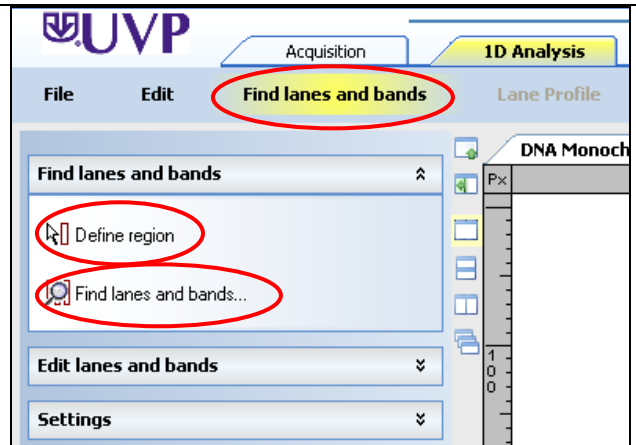 UVP
Acquisition 1D Analysis
File Edit Find lanes and bands Lane Profile
DNA Monoch
Find lanes and bands
Px
Define region
Find lanes and bands...
Edit lanes and bands
100
Settings